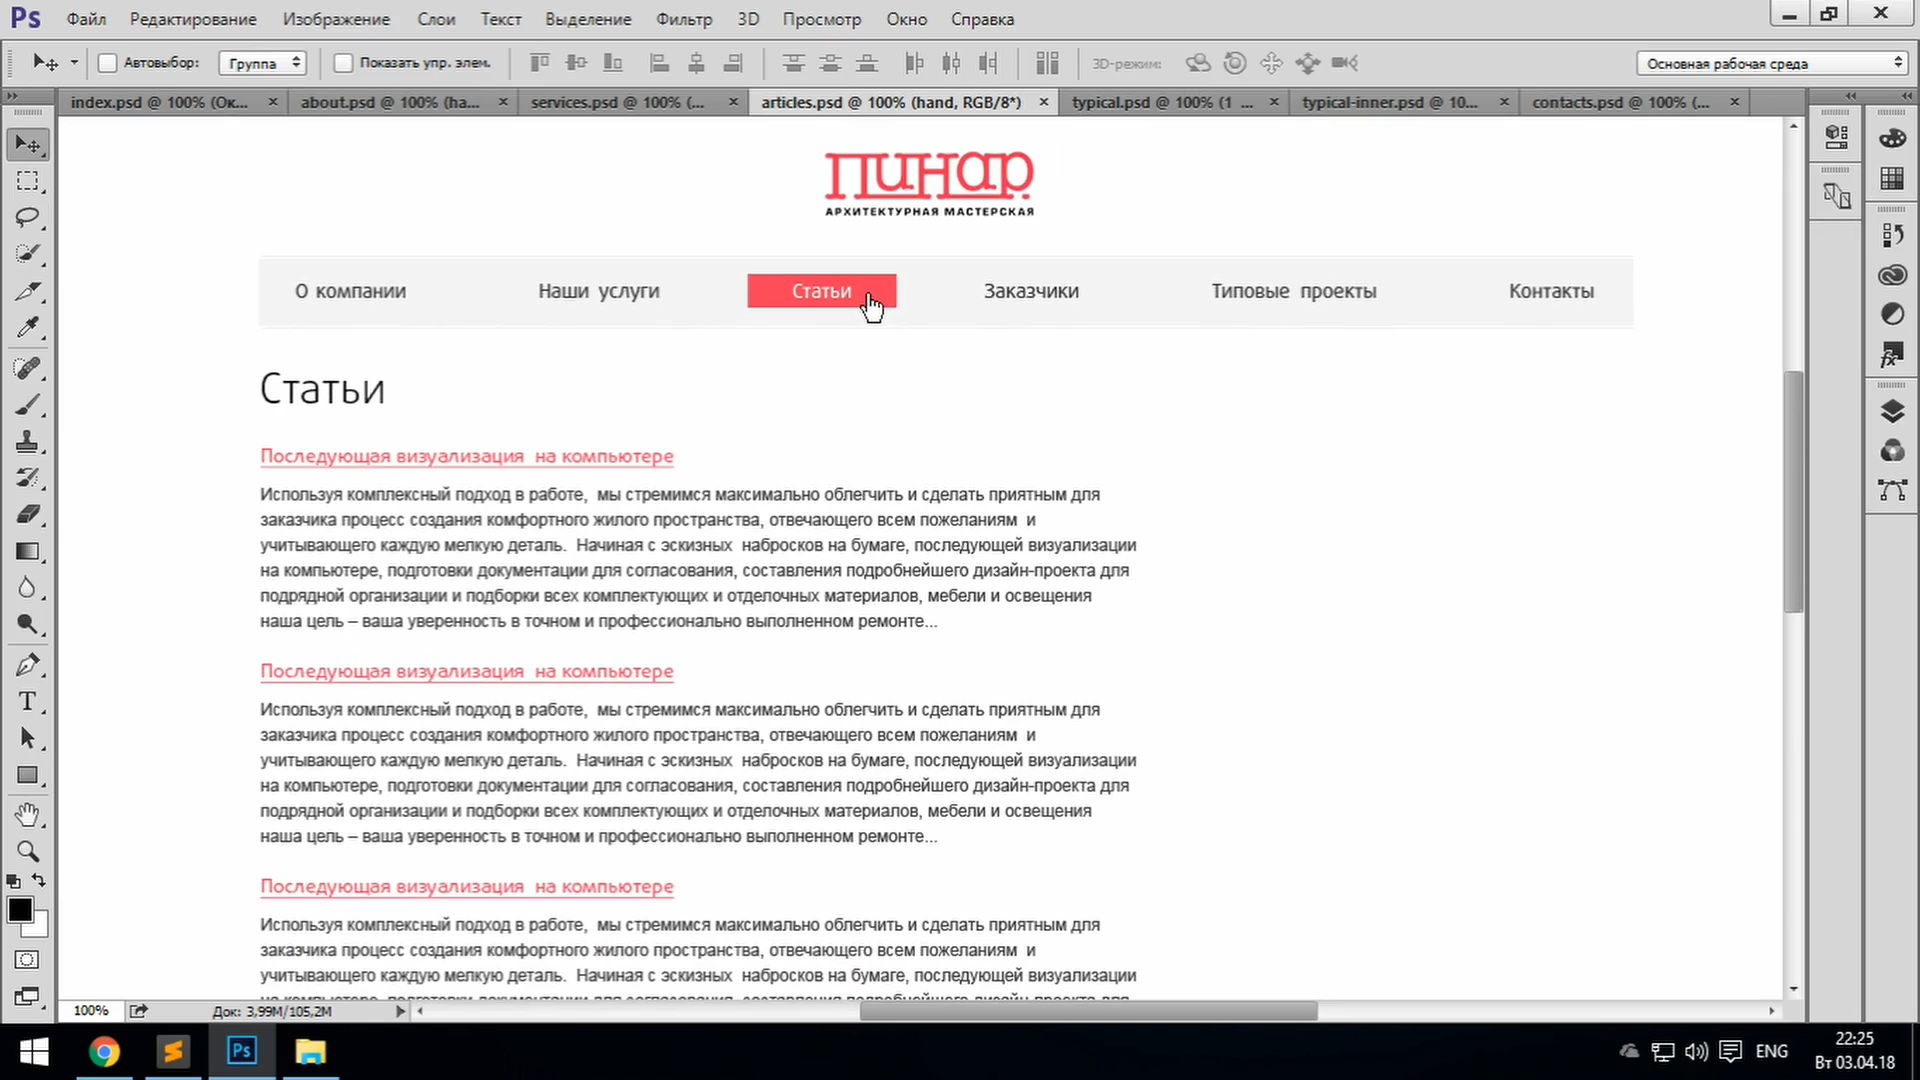 Ps Файл Редактирование Изображение Слои Текст Выделение Фильтр 3D Просмотр Окно Справка
Автовыбор: Группа Показать упр. элем. 3D-режим: Основная рабочая среда
index.psd @ 100% (Ок... about.psd @ 100% (ha... services.psd @ 100% (... articles.psd @ 100% (hand, RGB/8*) typical.psd @ 100% (1 ... typical-inner.psd @ 10... contacts.psd @ 100% (...
пинар
АРХИТЕКТУРНАЯ МАСТЕРСКАЯ
О компании Наши услуги Статьи Заказчики Типовые проекты Контакты
Статьи
Последующая визуализация на компьютере
Используя комплексный подход в работе, мы стремимся максимально облегчить и сделать приятным для
заказчика процесс создания комфортного жилого пространства, отвечающего всем пожеланиям и
учитывающего каждую мелкую деталь. Начиная с эскизных набросков на бумаге, последующей визуализации
на компьютере, подготовки документации для согласования, составления подробнейшего дизайн-проекта для
подрядной организации и подборки всех комплектующих и отделочных материалов, мебели и освещения
наша цель – ваша уверенность в точном и профессионально выполненном ремонте...
Последующая визуализация на компьютере
Используя комплексный подход в работе, мы стремимся максимально облегчить и сделать приятным для
заказчика процесс создания комфортного жилого пространства, отвечающего всем пожеланиям и
учитывающего каждую мелкую деталь. Начиная с эскизных набросков на бумаге, последующей визуализации
на компьютере, подготовки документации для согласования, составления подробнейшего дизайн-проекта для
подрядной организации и подборки всех комплектующих и отделочных материалов, мебели и освещения
наша цель – ваша уверенность в точном и профессионально выполненном ремонте...
Последующая визуализация на компьютере
Используя комплексный подход в работе, мы стремимся максимально облегчить и сделать приятным для
заказчика процесс создания комфортного жилого пространства, отвечающего всем пожеланиям и
учитывающего каждую мелкую деталь. Начиная с эскизных набросков на бумаге, последующей визуализации
100% Док: 3,99M/105,2M
Ps ENG 22:25
Вт 03.04.18